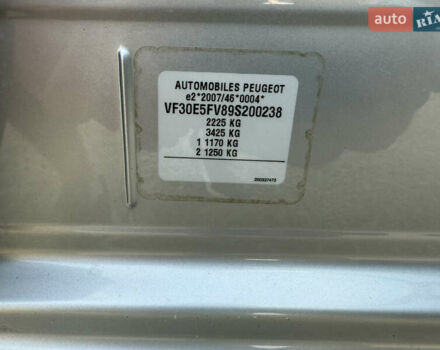 auto RIA
AUTOMOBILES PEUGEOT
e2*2007/46*0004*
VF30E5FV89S200238
2225 KG
3425 KG
1 1170 KG
2 1250 KG
200327473